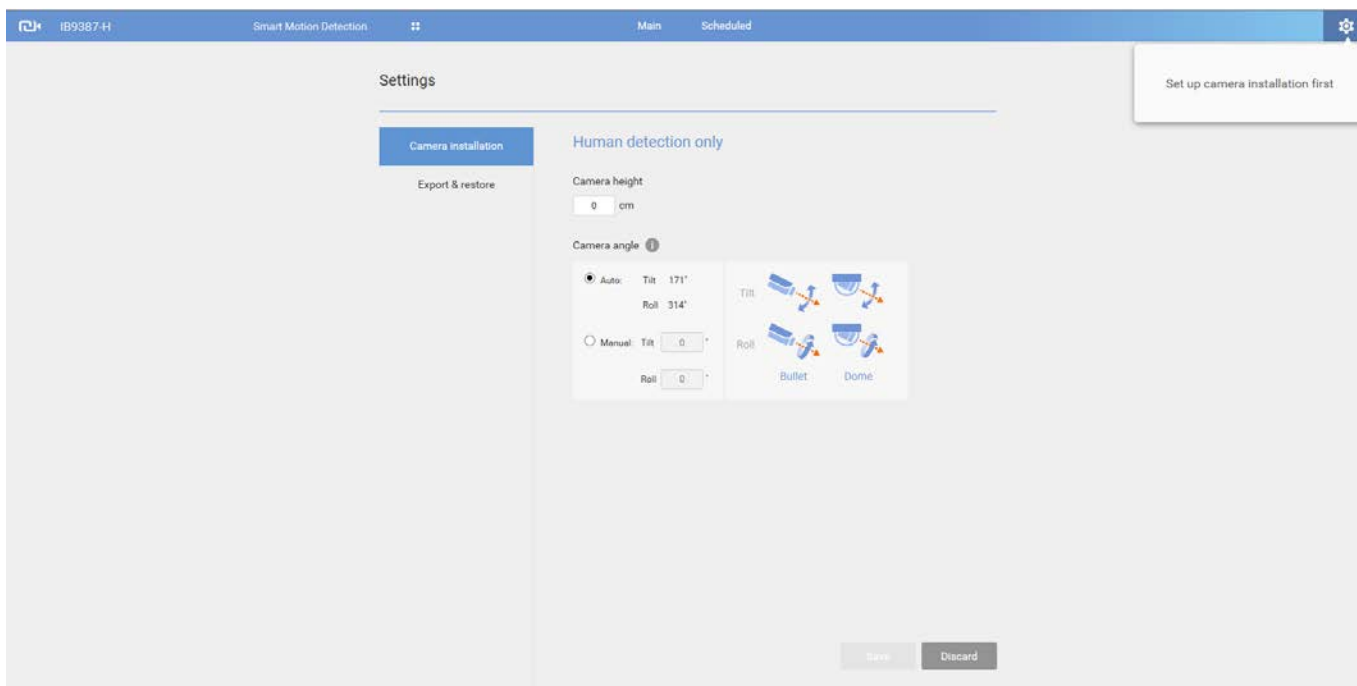 IB9387-H Smart Motion Detection Main Scheduled
Set up camera installation first
Settings
Camera installation
Export & restore
Human detection only
Camera height
0 cm
Camera angle i
Auto: Tilt 171°
Roll 314°
Manual: Tilt 0 °
Roll 0 °
Tilt
Roll
Bullet Dome
Save Discard